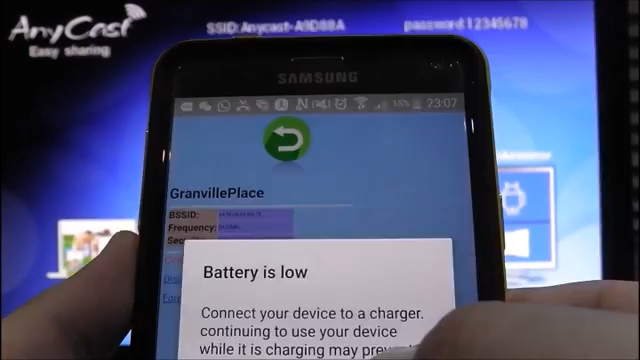 AnyCast
Easy sharing
SSID: Anycast-A9D88A
password:12345678
SAMSUNG
15% 23:07
GranvillePlace
BSSID:
Frequency:
Battery is low
Connect your device to a charger.
continuing to use your device
while it is charging may